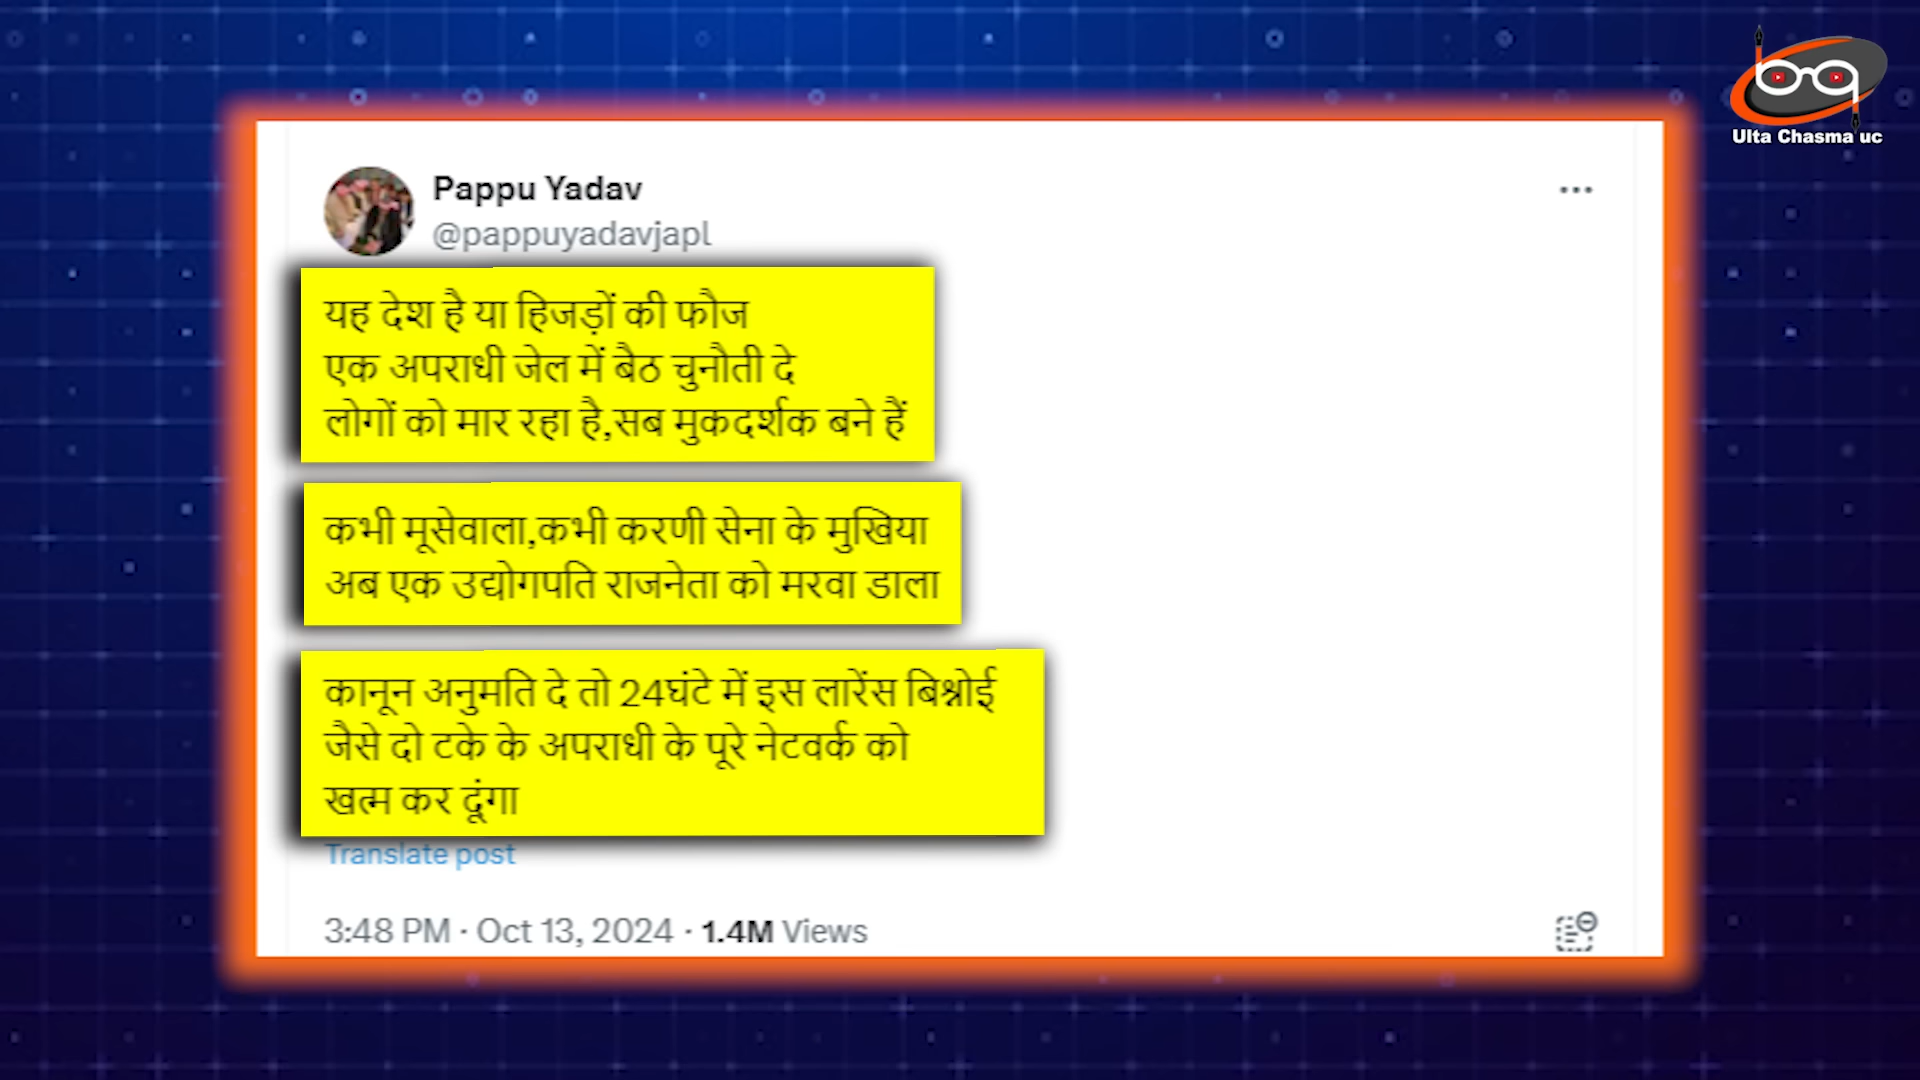 Ulta Chasma uc
Pappu Yadav
@pappuyadavjapl
यह देश है या हिजड़ों की फौज
एक अपराधी जेल में बैठ चुनौती दे
लोगों को मार रहा है,सब मुकदर्शक बने हैं
कभी मूसेवाला,कभी करणी सेना के मुखिया
अब एक उद्योगपति राजनेता को मरवा डाला
कानून अनुमति दे तो 24घंटे में इस लारेंस बिश्नोई
जैसे दो टके के अपराधी के पूरे नेटवर्क को
खत्म कर दूंगा
Translate post
3:48 PM · Oct 13, 2024 · 1.4M Views